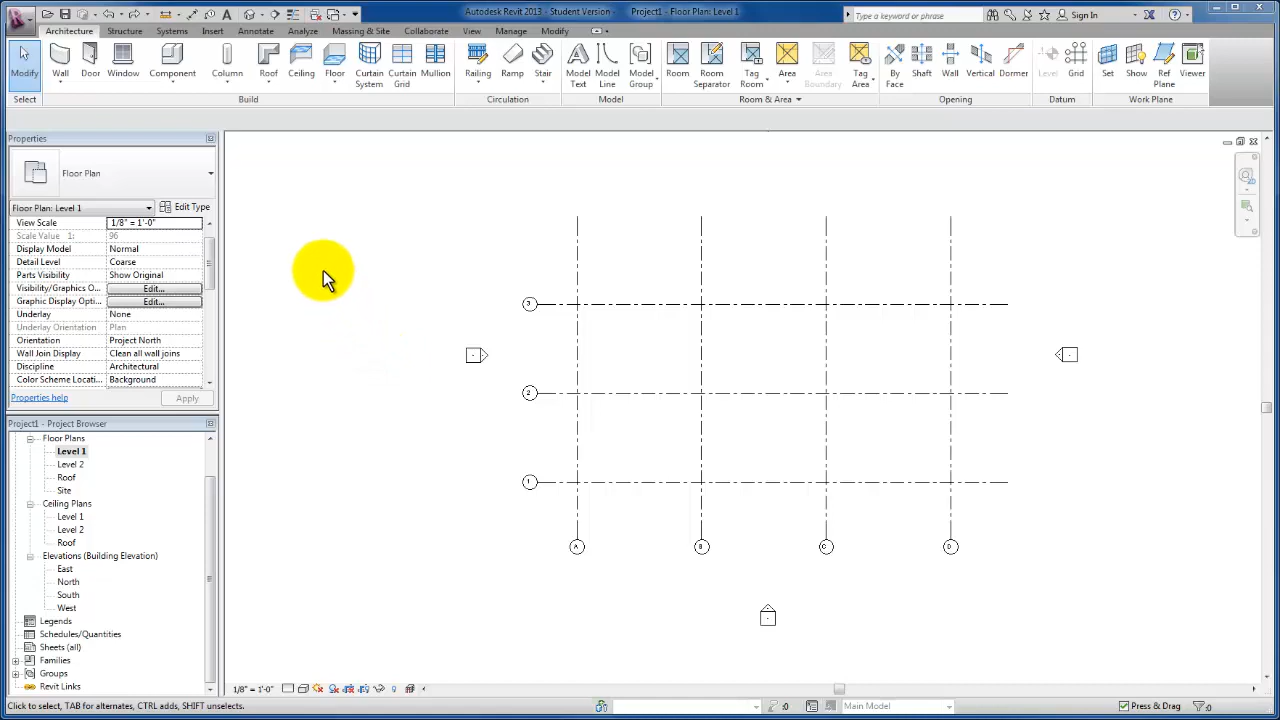 Autodesk Revit 2013 - Student Version - Project1 - Floor Plan: Level 1
Type a keyword or phrase
Sign In
Architecture Structure Systems Insert Annotate Analyze Massing & Site Collaborate View Manage Modify
Modify Wall Door Window Component Column Roof Ceiling Floor Curtain System Curtain Grid Mullion Railing Ramp Stair Model Text Model Line Model Group Room Room Separator Tag Room Area Area Boundary Tag Area By Face Shaft Wall Vertical Dormer Level Grid Set Show Ref Plane Viewer
Select Build Circulation Model Room & Area Opening Datum Work Plane
Properties
Floor Plan
Floor Plan: Level 1 Edit Type
View Scale 1/8" = 1'-0"
Scale Value 1: 96
Display Model Normal
Detail Level Coarse
Parts Visibility Show Original
Visibility/Graphics O... Edit...
Graphic Display Opti... Edit...
Underlay None
Underlay Orientation Plan
Orientation Project North
Wall Join Display Clean all wall joins
Discipline Architectural
Color Scheme Locati... Background
Properties help Apply
Project1 - Project Browser
Floor Plans
Level 1
Level 2
Roof
Site
Ceiling Plans
Level 1
Level 2
Roof
Elevations (Building Elevation)
East
North
South
West
Legends
Schedules/Quantities
Sheets (all)
Families
Groups
Revit Links
3
2
1
A B C D
2D
1/8" = 1'-0"
Click to select, TAB for alternates, CTRL adds, SHIFT unselects.
:0 Main Model Press & Drag :0